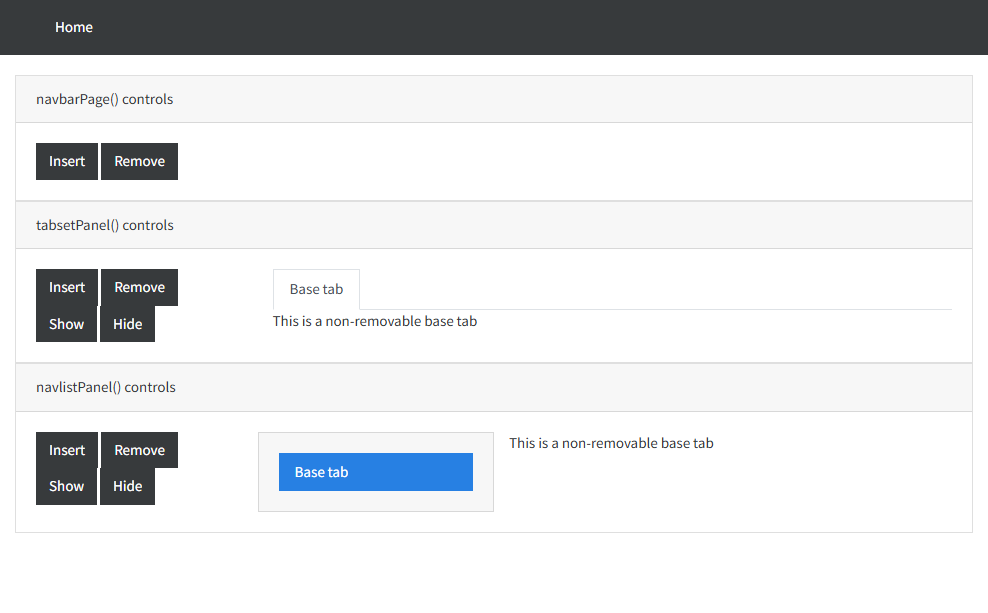 Home
navbarPage() controls
Insert Remove
tabsetPanel() controls
Insert Remove
Show Hide
Base tab
This is a non-removable base tab
navlistPanel() controls
Insert Remove
Show Hide
Base tab
This is a non-removable base tab